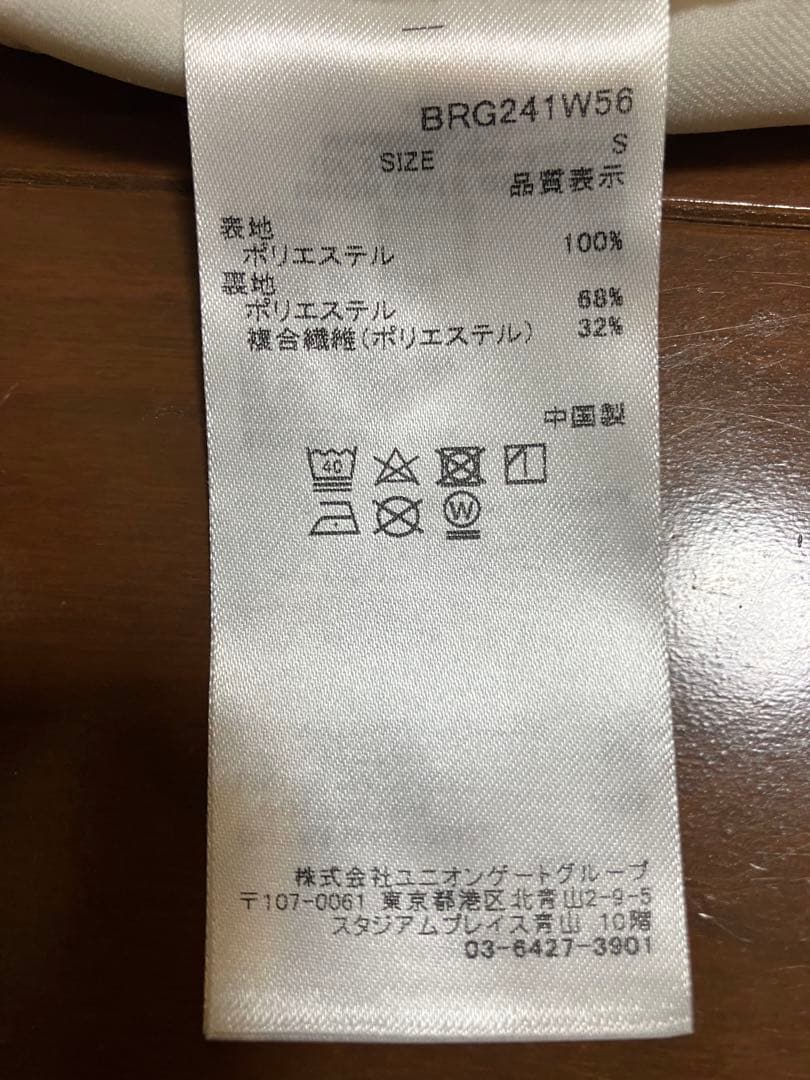 BRG241W56
SIZE S
品質表示
表地
ポリエステル 100%
裏地
ポリエステル 68%
複合繊維(ポリエステル) 32%
中国製
40
W
株式会社ユニオンゲートグループ
〒107-0061 東京都港区北青山2-9-5
スタジアムプレイス青山 10階
03-6427-3901